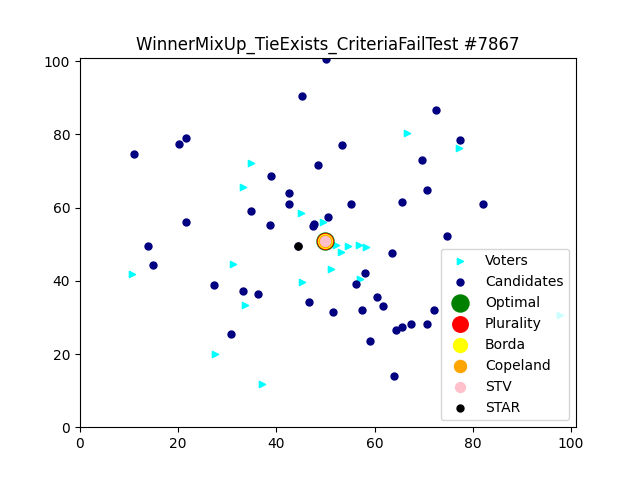 WinnerMixUp_TieExists_CriteriaFailTest #7867
100
80
60
40
20
0
0 20 40 60 80 100
Voters
Candidates
Optimal
Plurality
Borda
Copeland
STV
STAR